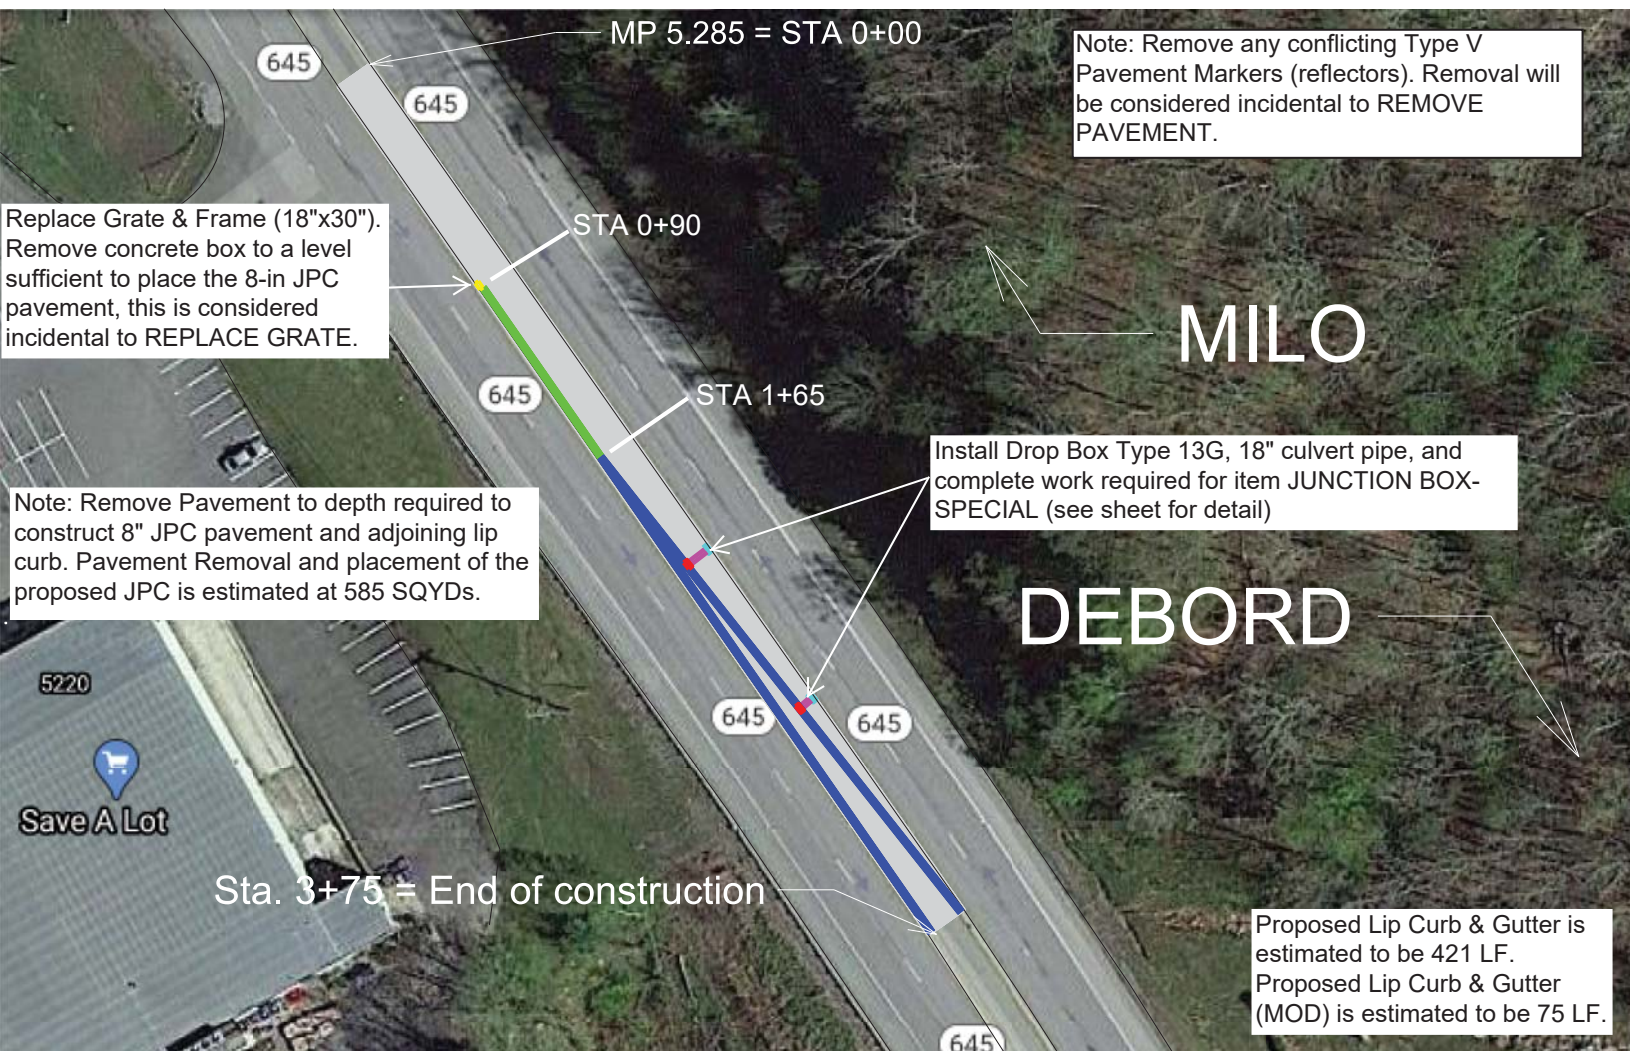 MP 5.285 = STA 0+00
645
645
Note: Remove any conflicting Type V
Pavement Markers (reflectors). Removal will
be considered incidental to REMOVE
PAVEMENT.
Replace Grate & Frame (18"x30").
Remove concrete box to a level
sufficient to place the 8-in JPC
pavement, this is considered
incidental to REPLACE GRATE.
STA 0+90
MILO
645
STA 1+65
Install Drop Box Type 13G, 18" culvert pipe, and
complete work required for item JUNCTION BOX-
SPECIAL (see sheet for detail)
Note: Remove Pavement to depth required to
construct 8" JPC pavement and adjoining lip
curb. Pavement Removal and placement of the
proposed JPC is estimated at 585 SQYDs.
DEBORD
5220
645
645
Save A Lot
Sta. 3+75 = End of construction
Proposed Lip Curb & Gutter is
estimated to be 421 LF.
Proposed Lip Curb & Gutter
(MOD) is estimated to be 75 LF.
645